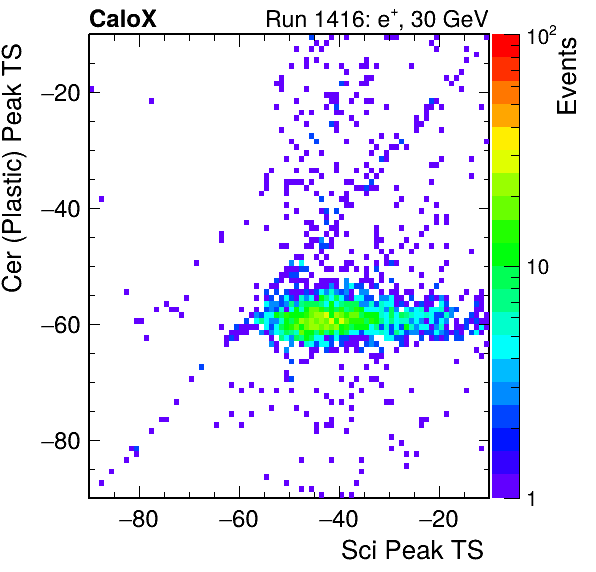 CaloX
Run 1416: e⁺, 30 GeV
Cer (Plastic) Peak TS
−20
−40
−60
−80
−80
−60
−40
−20
Sci Peak TS
10²
10
1
Events